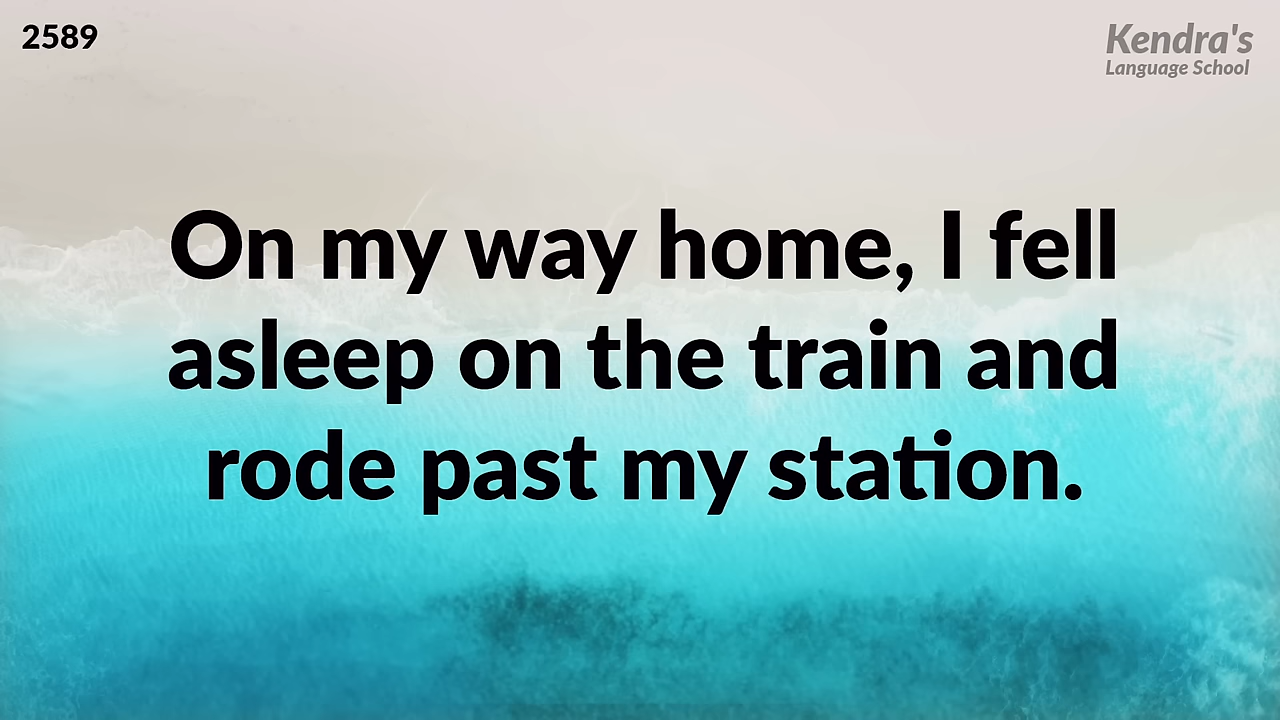 2589
Kendra's
Language School
On my way home, I fell
asleep on the train and
rode past my station.